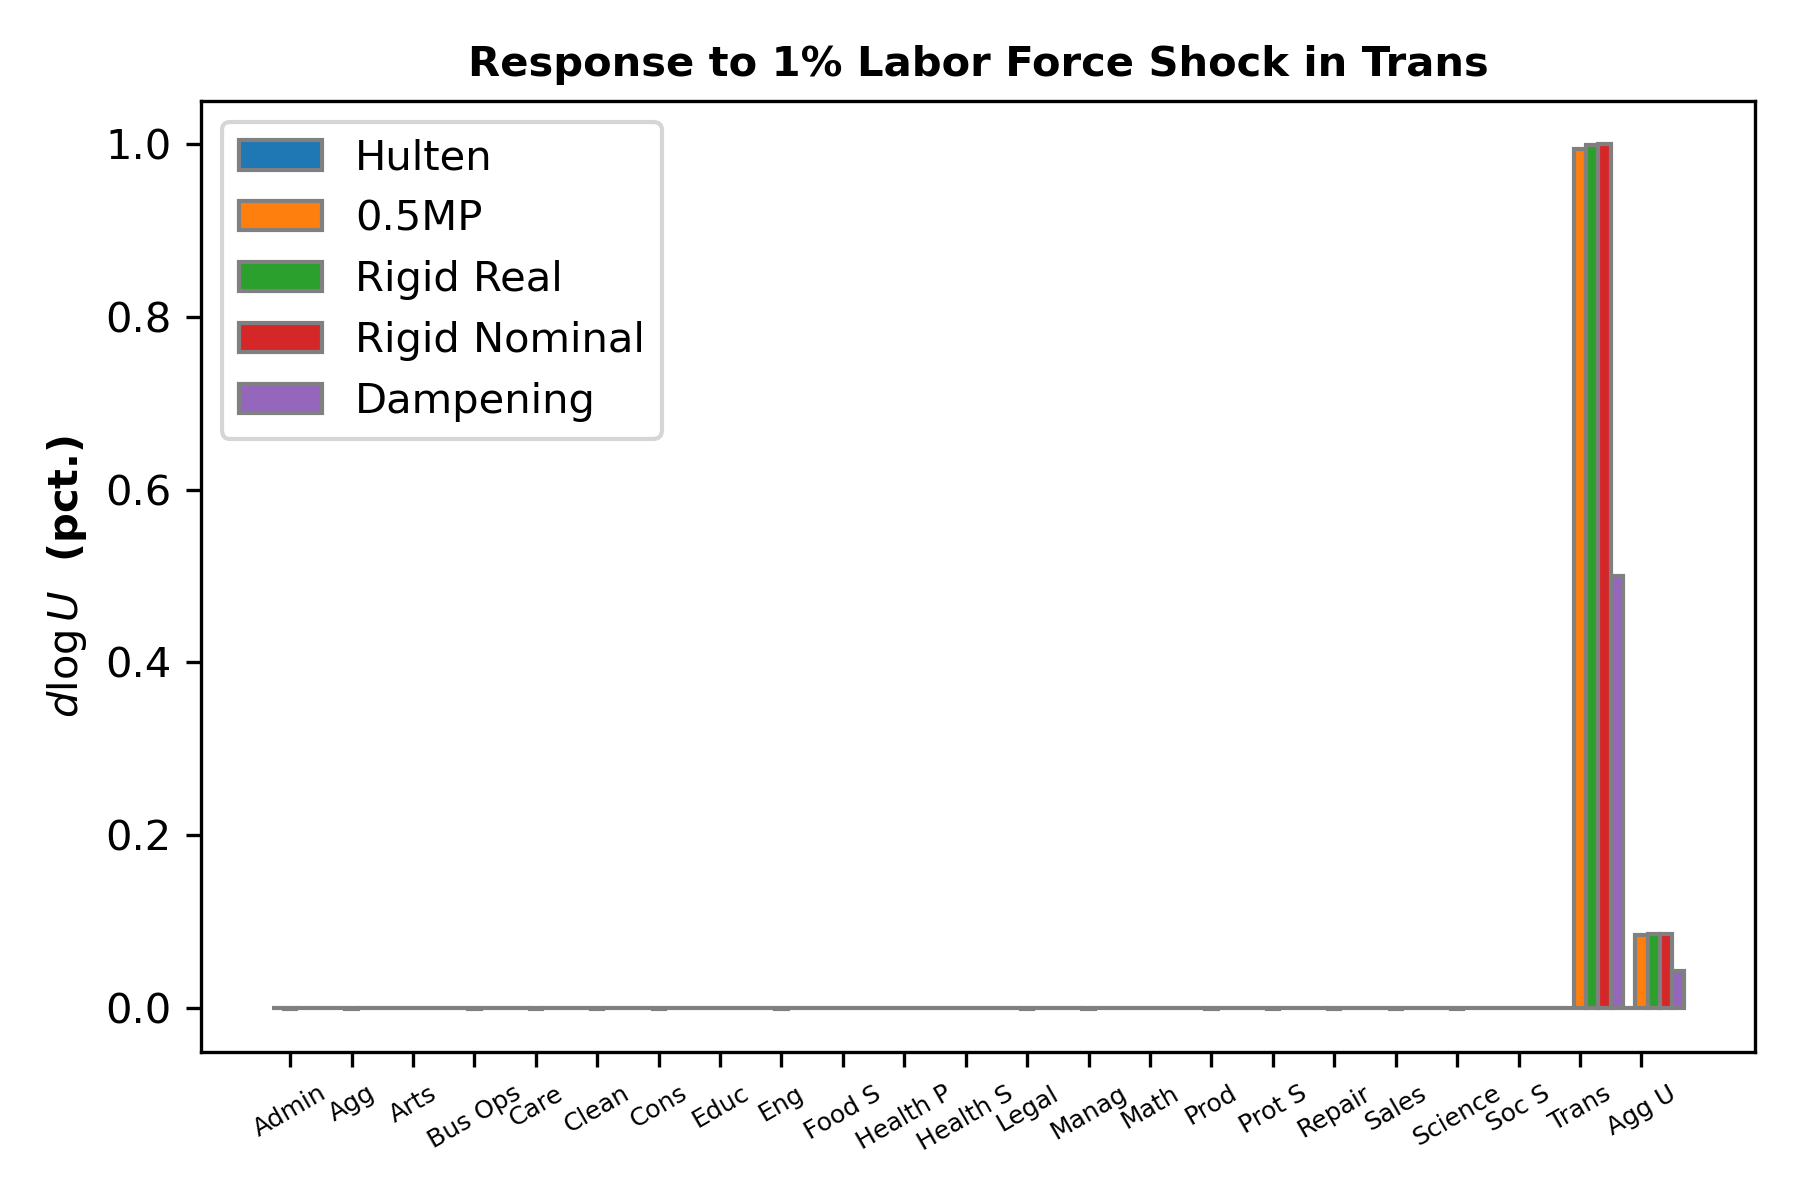 Response to 1% Labor Force Shock in Trans
Hulten
0.5MP
Rigid Real
Rigid Nominal
Dampening
dlog U (pct.)
1.0
0.8
0.6
0.4
0.2
0.0
Admin
Agg
Arts
Bus Ops
Care
Clean
Cons
Educ
Eng
Food S
Health P
Health S
Legal
Manag
Math
Prod
Prot S
Repair
Sales
Science
Soc S
Trans
Agg U